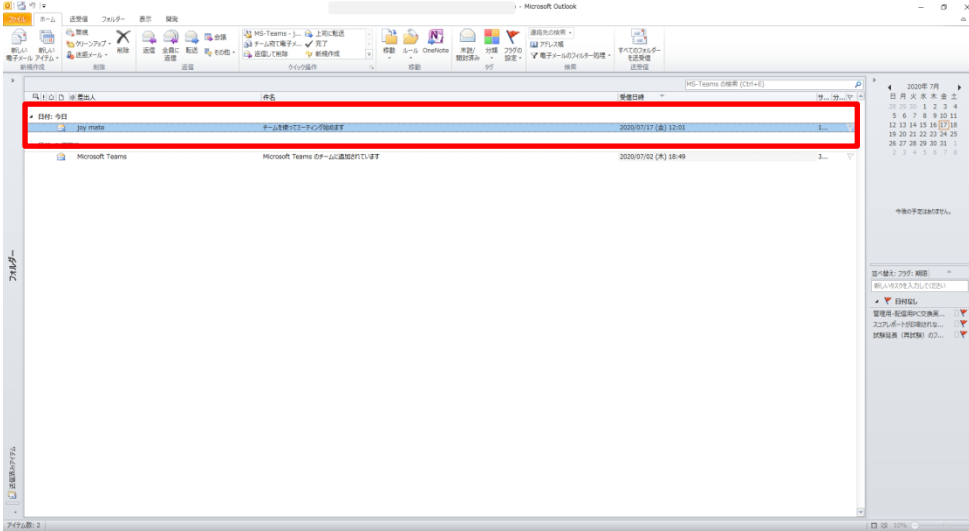 - Microsoft Outlook
ファイル ホーム 送受信 フォルダー 表示 開発
新しい 電子メール
新しい アイテム
無視
クリーンアップ
迷惑メール
削除
返信 全員に 返信 転送
会議
その他
MS-Teams - j... 上司に転送
チーム宛て電子メ... 完了
返信して削除 新規作成
移動 ルール OneNote
未読/ 開封済み 分類 フラグの 設定
連絡先の検索
アドレス帳
電子メールのフィルター処理
すべてのフォルダー を送受信
新規作成 削除 返信 クイック操作 移動 タグ 検索 送受信
MS-Teams の検索 (Ctrl+E)
差出人 件名 受信日時 サ... 分...
日付: 今日
joy mate チームを使ってミーティング始めます 2020/07/17 (金) 12:01 1...
Microsoft Teams Microsoft Teams のチームに追加されています 2020/07/02 (木) 18:49 3...
フォルダー
送信済みアイテム
2020年 7月
日 月 火 水 木 金 土
28 29 30 1 2 3 4
5 6 7 8 9 10 11
12 13 14 15 16 17 18
19 20 21 22 23 24 25
26 27 28 29 30 31 1
2 3 4 5 6 7 8
今後の予定はありません。
並べ替え: フラグ: 期限
新しいタスクを入力してください
日付なし
管理用・配信用PC交換英...
スコアレポートが印刷されな...
試験延長 (再試験) のフ...
アイテム数: 2
10%